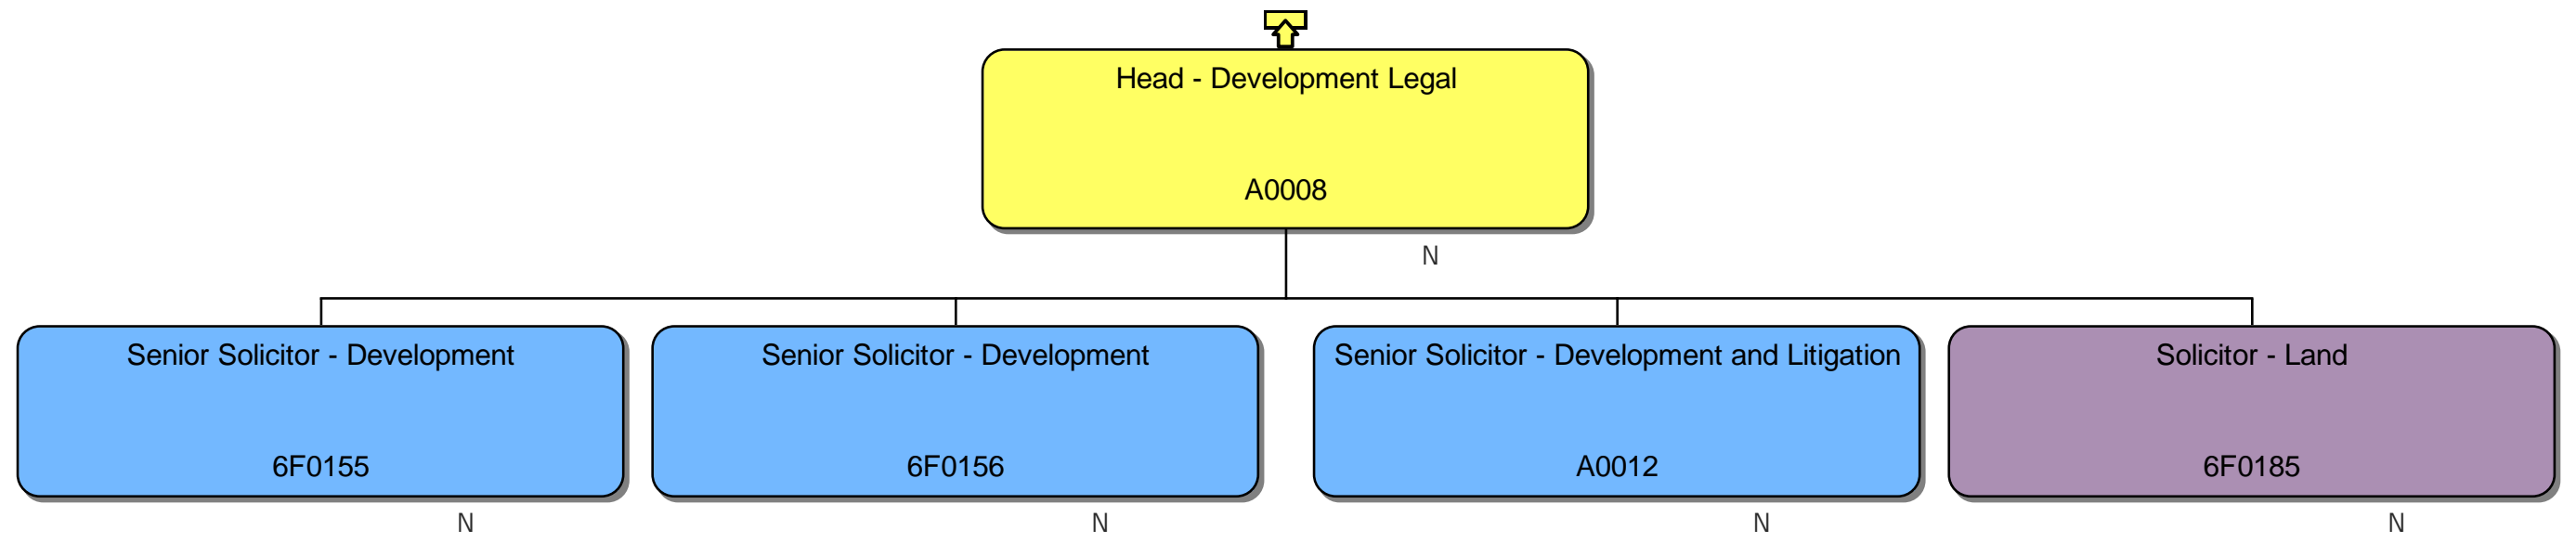 Head - Development Legal
A0008
N
Senior Solicitor - Development
6F0155
N
Senior Solicitor - Development
6F0156
N
Senior Solicitor - Development and Litigation
A0012
N
Solicitor - Land
6F0185
N